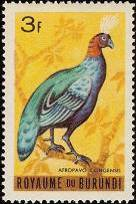 3F
AFROPAVO CONGENSIS
ROYAUME DU BURUNDI